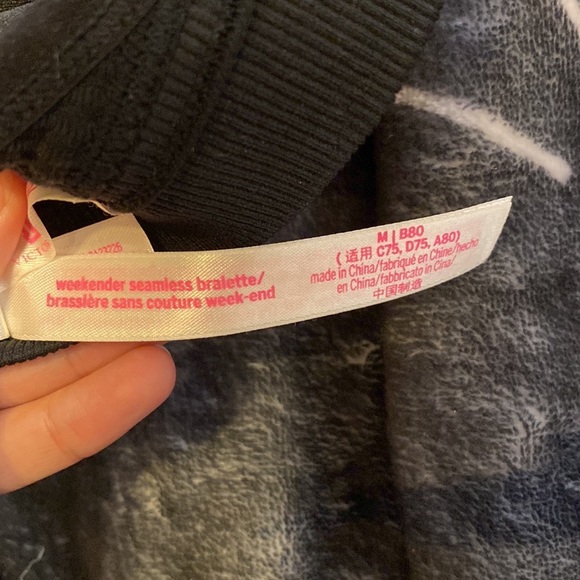 weekender seamless bralette/
brassière sans couture week-end
M | B80
(适用 C75, D75, A80)
made in China/fabriqué en Chine/hecho
en China/fabbricato in Cina/
中国制造